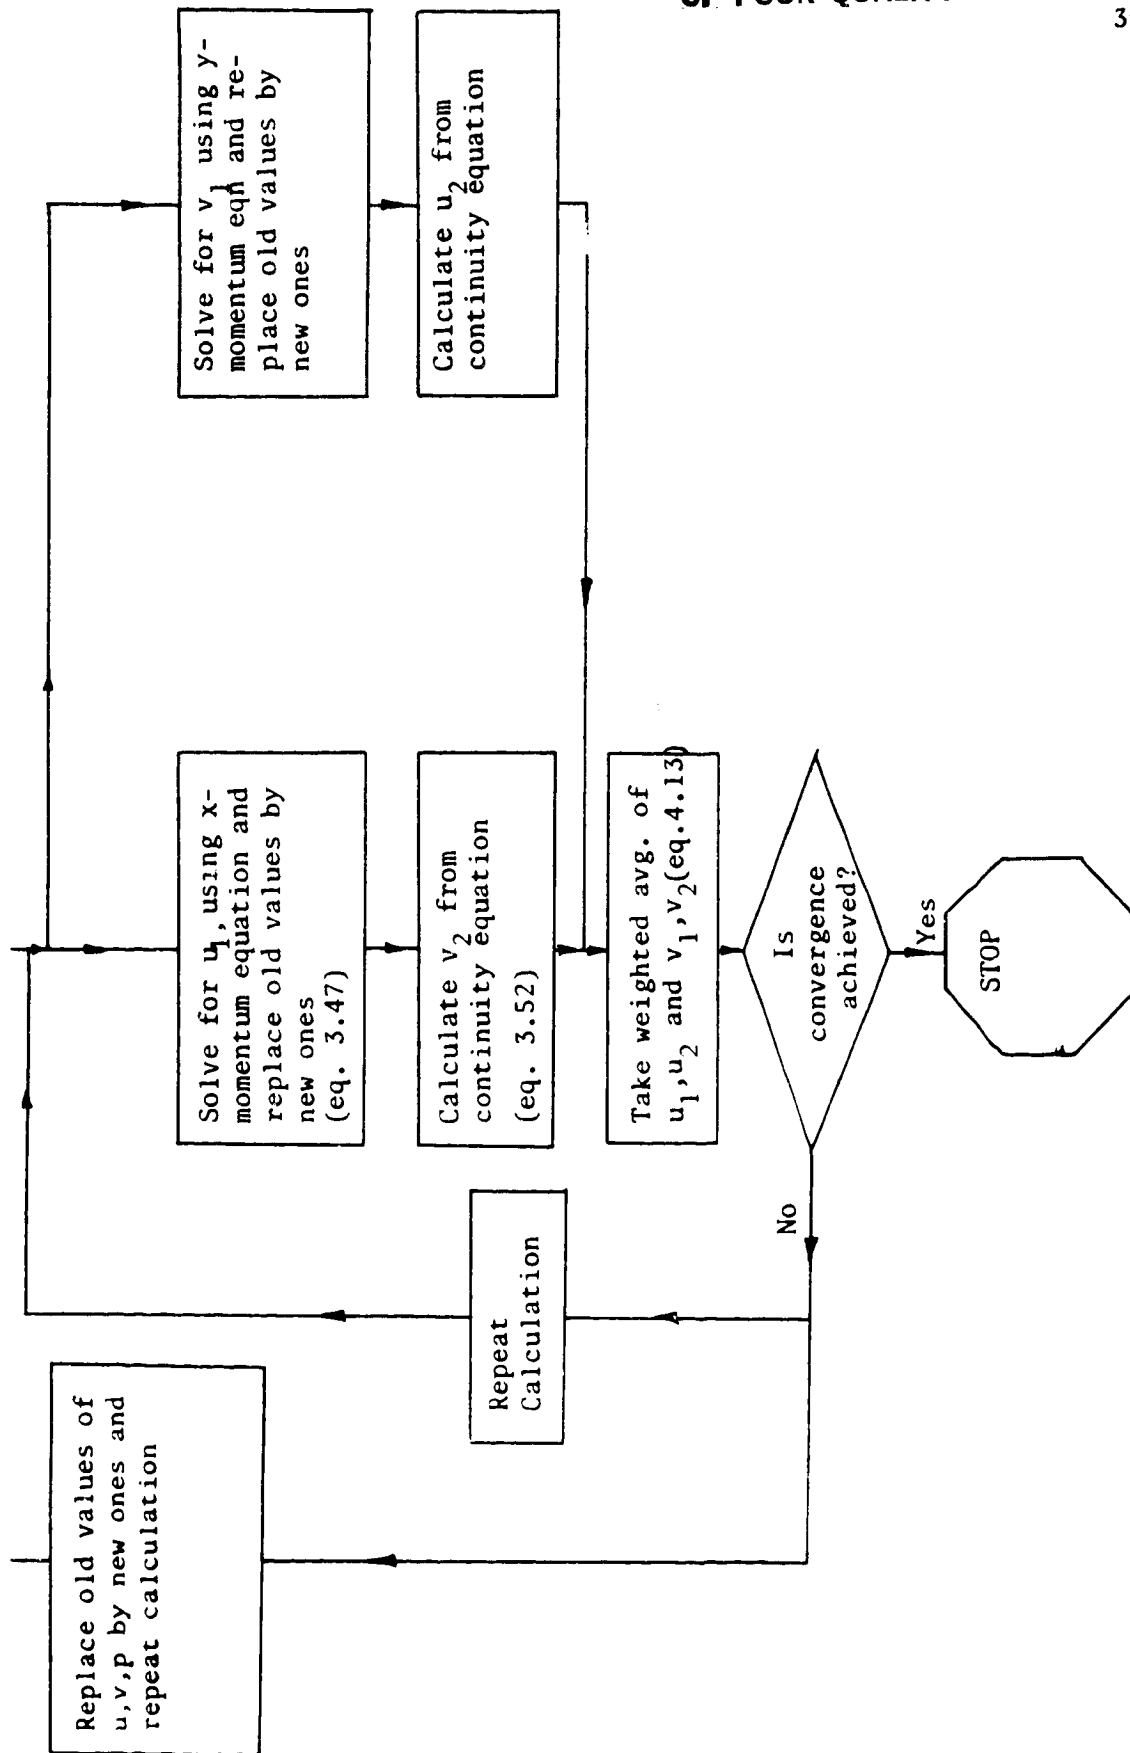 3
Replace old values of
u,v,p by new ones and
repeat calculation
Repeat
Calculation
Solve for u1, using x-
momentum equation and
replace old values by
new ones
(eq. 3.47)
Calculate v2 from
continuity equation
(eq. 3.52)
Solve for v1 using y-
momentum eqn and re-
place old values by
new ones
Calculate u2 from
continuity equation
Take weighted avg. of
u1,u2 and v1,v2(eq.4.13)
Is
convergence
achieved?
No
Yes
STOP